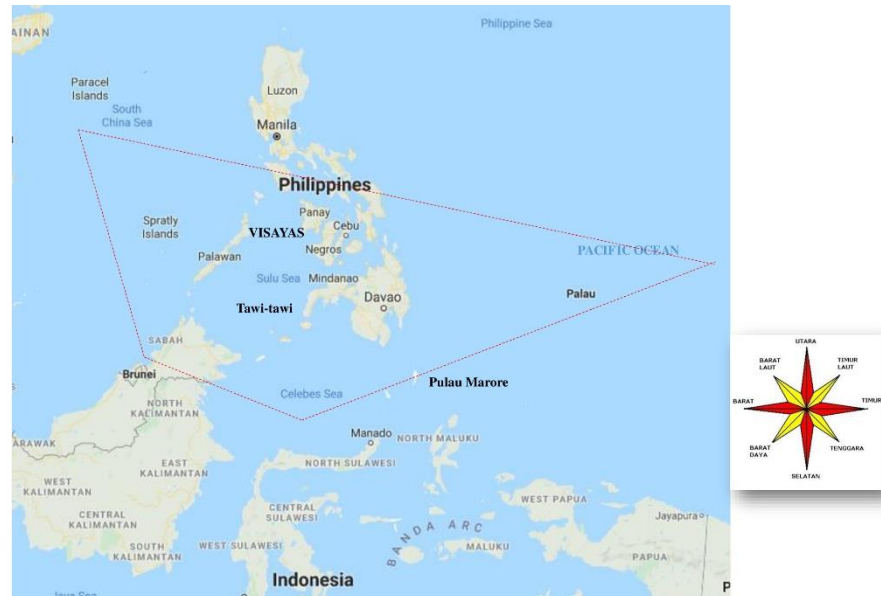 AINAN
Philippine Sea
Paracel
Islands
South
China Sea
Luzon
Manila
Philippines
Panay
VISAYAS
Cebu
Spratly
Islands
Negros
Palawan
PACIFIC OCEAN
Sulu Sea
Mindanao
Tawi-tawi
Davao
Palau
SABAH
Brunei
Pulau Marore
Celebes Sea
NORTH
KALIMANTAN
Manado
NORTH MALUKU
ARAWAK
EAST
KALIMANTAN
NORTH SULAWESI
WEST
KALIMANTAN
CENTRAL
SULAWESI
WEST PAPUA
CENTRAL
KALIMANTAN
BANDA ARC
Jayapura
SOUTH
KALIMANTAN
WEST SULAWESI
MALUKU
PAPUA
Indonesia
P
Java Sea
UTARA
BARAT
LAUT
TIMUR
LAUT
BARAT
TIMUR
BARAT
DAYA
TENGGARA
SELATAN